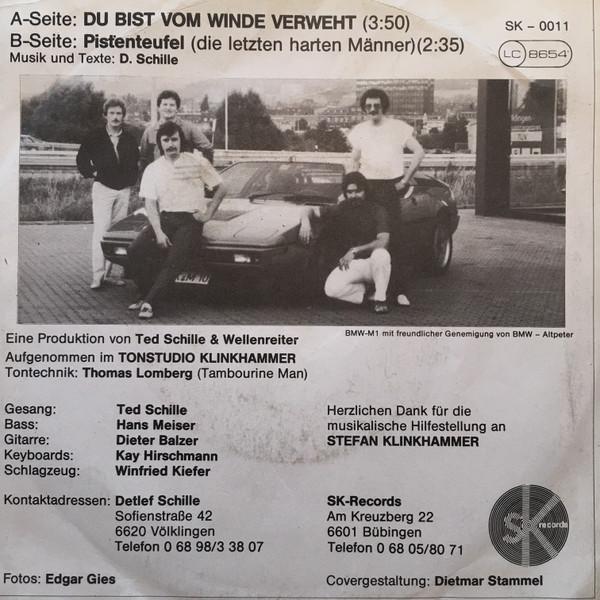 A-Seite: DU BIST VOM WINDE VERWEHT (3:50)
SK - 0011
B-Seite: Pistenteufel (die letzten harten Männer)(2:35)
LC 8654
Musik und Texte: D. Schille
Eine Produktion von Ted Schille & Wellenreiter
BMW-M1 mit freundlicher Genemigung von BMW - Altpeter
Aufgenommen im TONSTUDIO KLINKHAMMER
Tontechnik: Thomas Lomberg (Tambourine Man)
Gesang: Ted Schille
Bass: Hans Meiser
Gitarre: Dieter Balzer
Keyboards: Kay Hirschmann
Schlagzeug: Winfried Kiefer
Herzlichen Dank für die
musikalische Hilfestellung an
STEFAN KLINKHAMMER
Kontaktadressen: Detlef Schille
Sofienstraße 42
6620 Völklingen
Telefon 0 68 98/3 38 07
SK-Records
Am Kreuzberg 22
6601 Bübingen
Telefon 0 68 05/80 71
SK records
Fotos: Edgar Gies
Covergestaltung: Dietmar Stammel